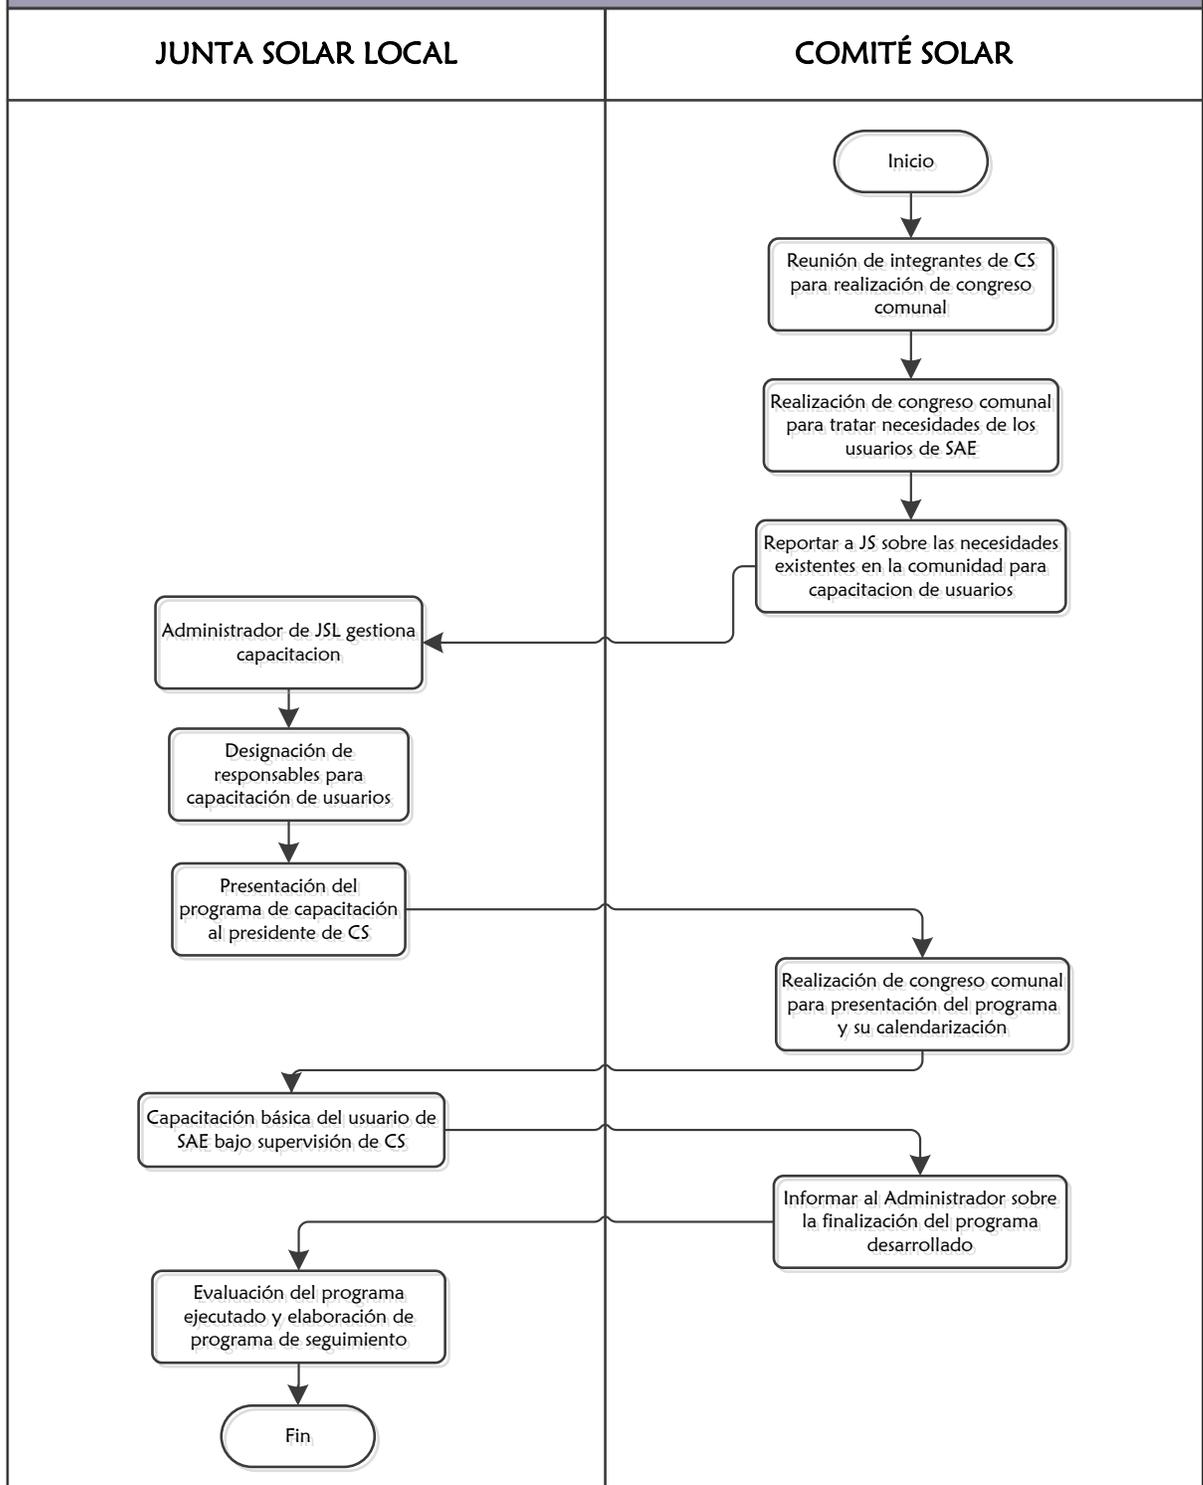 JUNTA SOLAR LOCAL
COMITÉ SOLAR
Inicio
Reunión de integrantes de CS
para realización de congreso
comunal
Realización de congreso comunal
para tratar necesidades de los
usuarios de SAE
Reportar a JS sobre las necesidades
existentes en la comunidad para
capacitacion de usuarios
Administrador de JSL gestiona
capacitacion
Designación de
responsables para
capacitación de usuarios
Presentación del
programa de capacitación
al presidente de CS
Realización de congreso comunal
para presentación del programa
y su calendarización
Capacitación básica del usuario de
SAE bajo supervisión de CS
Informar al Administrador sobre
la finalización del programa
desarrollado
Evaluación del programa
ejecutado y elaboración de
programa de seguimiento
Fin